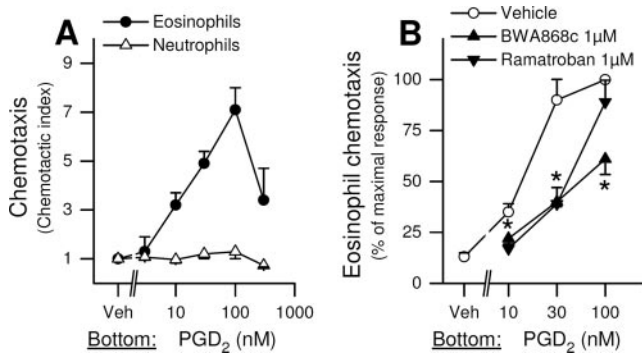 A
Eosinophils
Neutrophils
Chemotaxis
(Chemotactic index)
9
7
5
3
1
Veh
10
100
1000
Bottom: PGD₂ (nM)
B
Vehicle
BWA868c 1µM
Ramatroban 1µM
Eosinophil chemotaxis
(% of maximal response)
100
75
50
25
0
*
*
*
Veh
10
30
100
Bottom: PGD₂ (nM)